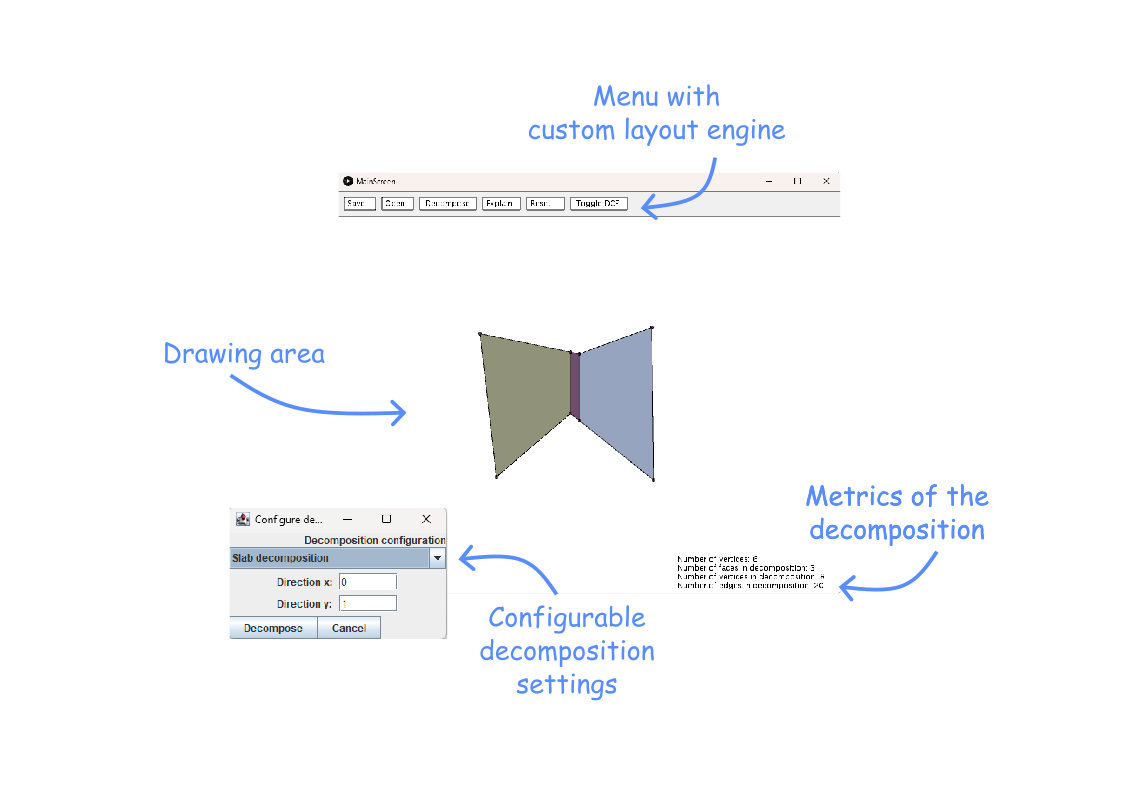 Menu with
custom layout engine
MainScreen
Save Open Decompose Explain Reset Toggle DCEL
Drawing area
Metrics of the
decomposition
Configure de...
Decomposition configuration
Slab decomposition
Direction x: 0
Direction y: 1
Decompose Cancel
Number of vertices: 6
Number of faces in decomposition: 3
Number of vertices in decomposition: 8
Number of edges in decomposition: 20
Configurable
decomposition
settings